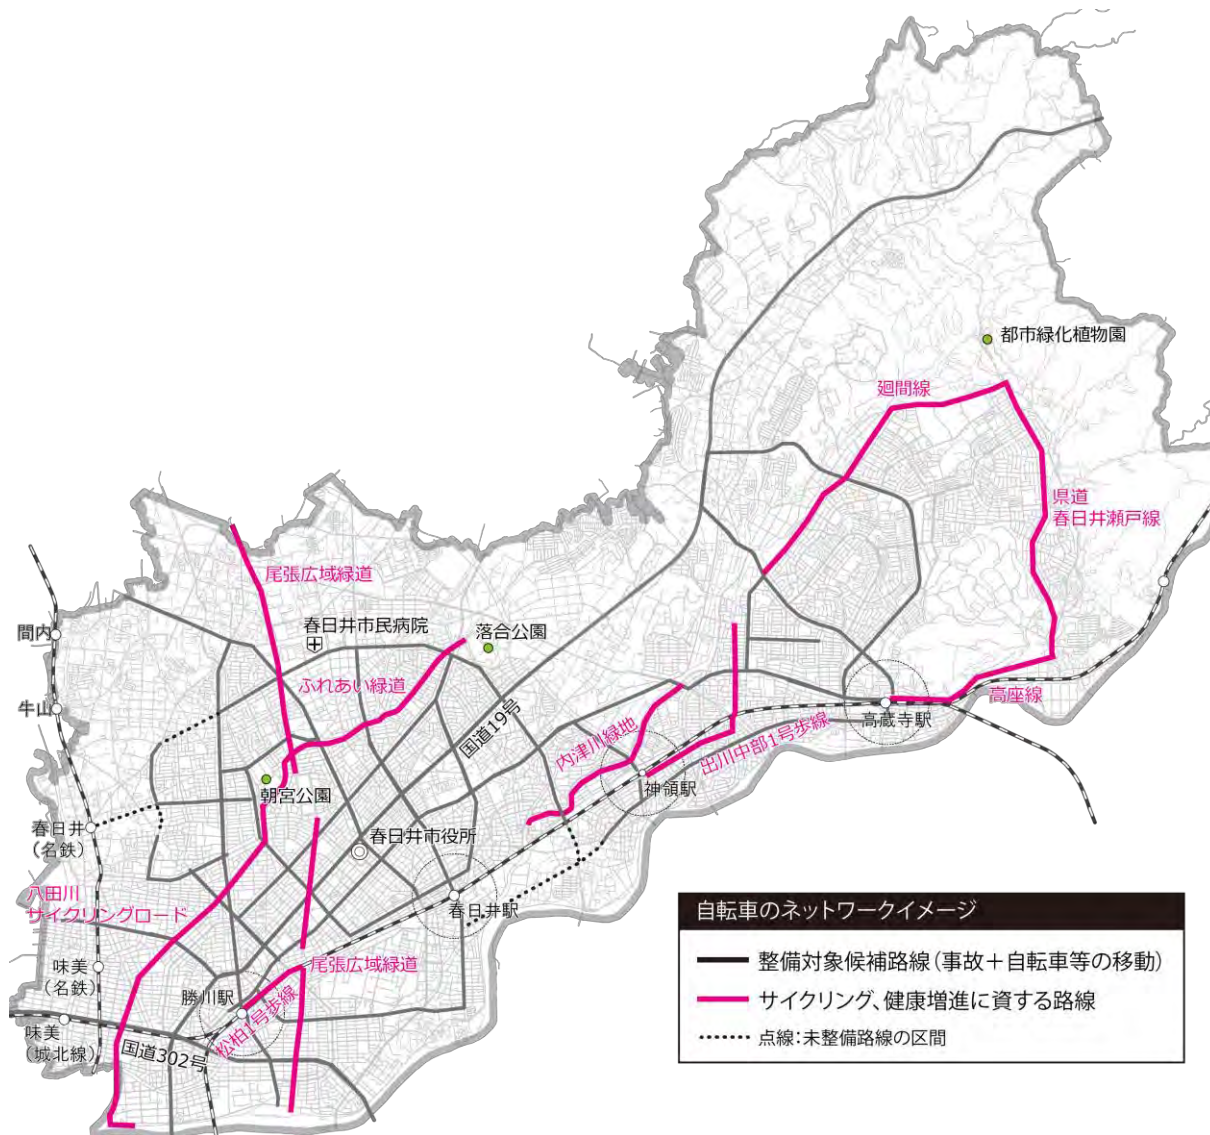 都市緑化植物園
廻間線
県道
春日井瀬戸線
尾張広域緑道
春日井市民病院
落合公園
間内
ふれあい緑道
高座線
牛山
国道19号
高蔵寺駅
内津川緑地
出川中部1号歩線
神領駅
朝宮公園
春日井
(名鉄)
春日井市役所
八田川
サイクリングロード
春日井駅
味美
(名鉄)
尾張広域緑道
勝川駅
松柏1号歩線
味美
(城北線)
国道302号
自転車のネットワークイメージ
整備対象候補路線(事故+自転車等の移動)
サイクリング、健康増進に資する路線
点線:未整備路線の区間